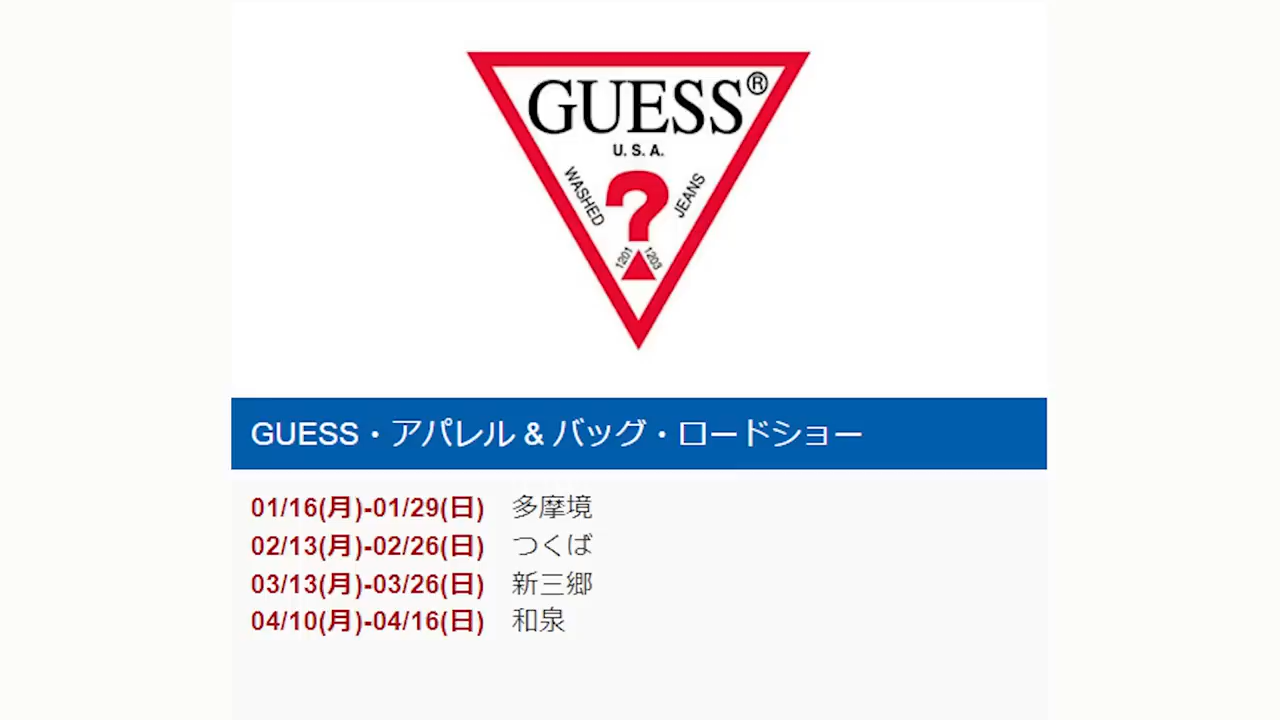 GUESS®
U. S. A.
WASHED
JEANS
?
1201
1203
GUESS・アパレル & バッグ・ロードショー
01/16(月)-01/29(日) 多摩境
02/13(月)-02/26(日) つくば
03/13(月)-03/26(日) 新三郷
04/10(月)-04/16(日) 和泉